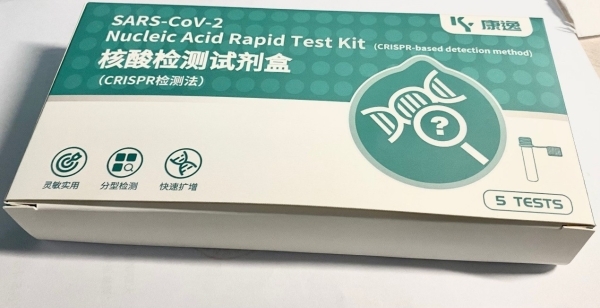 SARS-CoV-2
Nucleic Acid Rapid Test Kit (CRISPR-based detection method)
核酸检测试剂盒
(CRISPR检测法)
康逸
?
灵敏实用
分型检测
快速扩增
5 TESTS